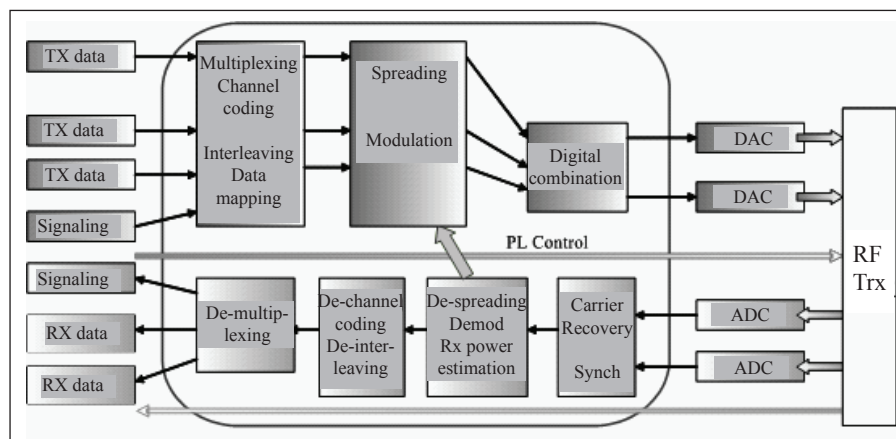 TX data
TX data
TX data
Signaling
Multiplexing
Channel
coding
Interleaving
Data
mapping
Spreading
Modulation
Digital
combination
DAC
DAC
PL Control
RF
Trx
Signaling
RX data
RX data
De-multip-
plexing
De-channel
coding
De-inter-
leaving
De-spreading
Demod
Rx power
estimation
Carrier
Recovery
Synch
ADC
ADC